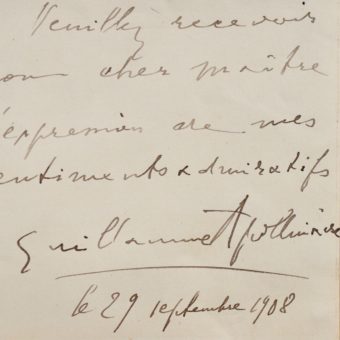 Veuillez recevoir
mon cher maître
l'expression de mes
sentiments admiratifs
Guillaume Apollinaire
le 29 septembre 1908